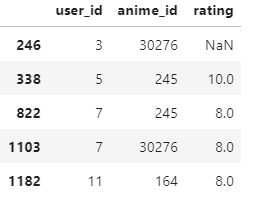 user_id anime_id rating
246 3 30276 NaN
338 5 245 10.0
822 7 245 8.0
1103 7 30276 8.0
1182 11 164 8.0